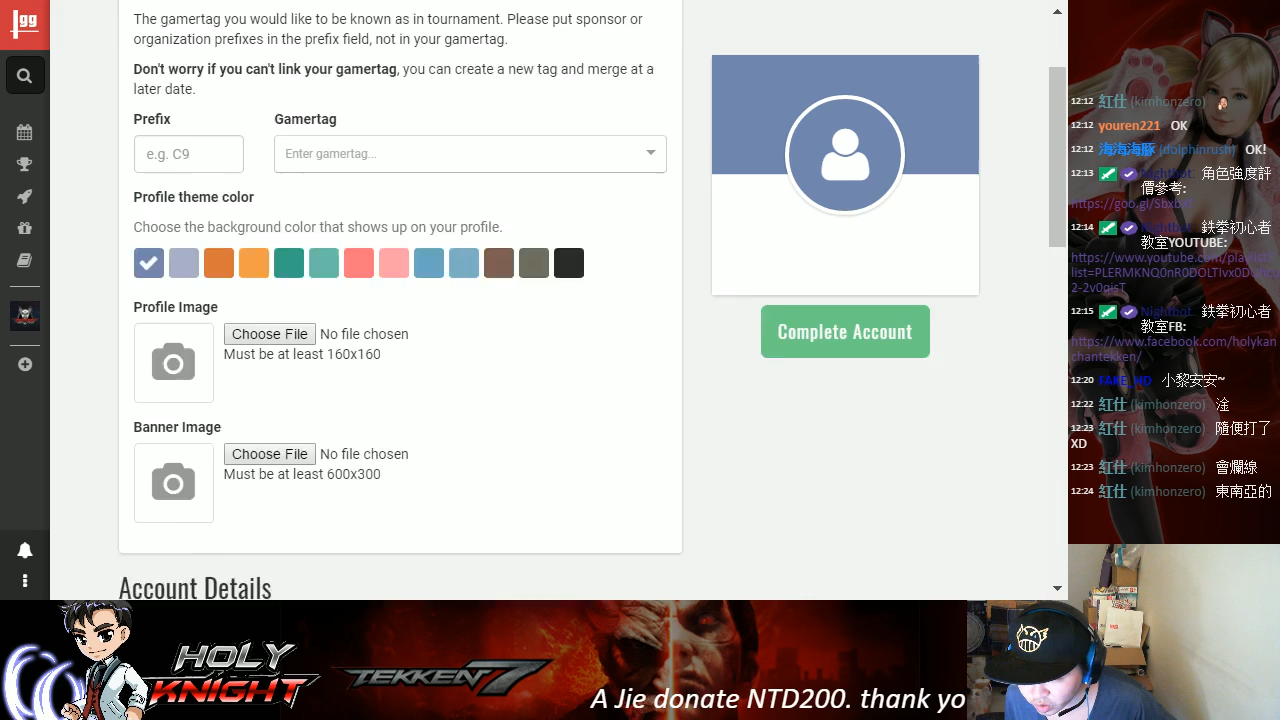 gg
The gamertag you would like to be known as in tournament. Please put sponsor or
organization prefixes in the prefix field, not in your gamertag.
Don't worry if you can't link your gamertag, you can create a new tag and merge at a
later date.
Prefix
Gamertag
e.g. C9
Enter gamertag...
Profile theme color
Choose the background color that shows up on your profile.
Profile Image
Choose File No file chosen
Must be at least 160x160
Banner Image
Choose File No file chosen
Must be at least 600x300
Account Details
Complete Account
12:12 紅仕 (kimhonzero)
12:12 youren221 OK
12:12 海海海豚 (dolphinrush) OK!
12:13 Nightbot: 角色強度評
價參考:
12:14 Nightbot: 鉄拳初心者
教室YOUTUBE:
12:15 Nightbot: 鉄拳初心者
教室FB:
https://www.facebook.com/holykan
chantekken/
12:20 小黎安安~
12:22 紅仕 (kimhonzero) 淦
12:23 紅仕 (kimhonzero) 隨便打了
XD
12:23 紅仕 (kimhonzero) 會爛線
12:24 紅仕 (kimhonzero) 東南亞的
HOLY
KNIGHT
TEKKEN 7
A Jie donate NTD200. thank yo